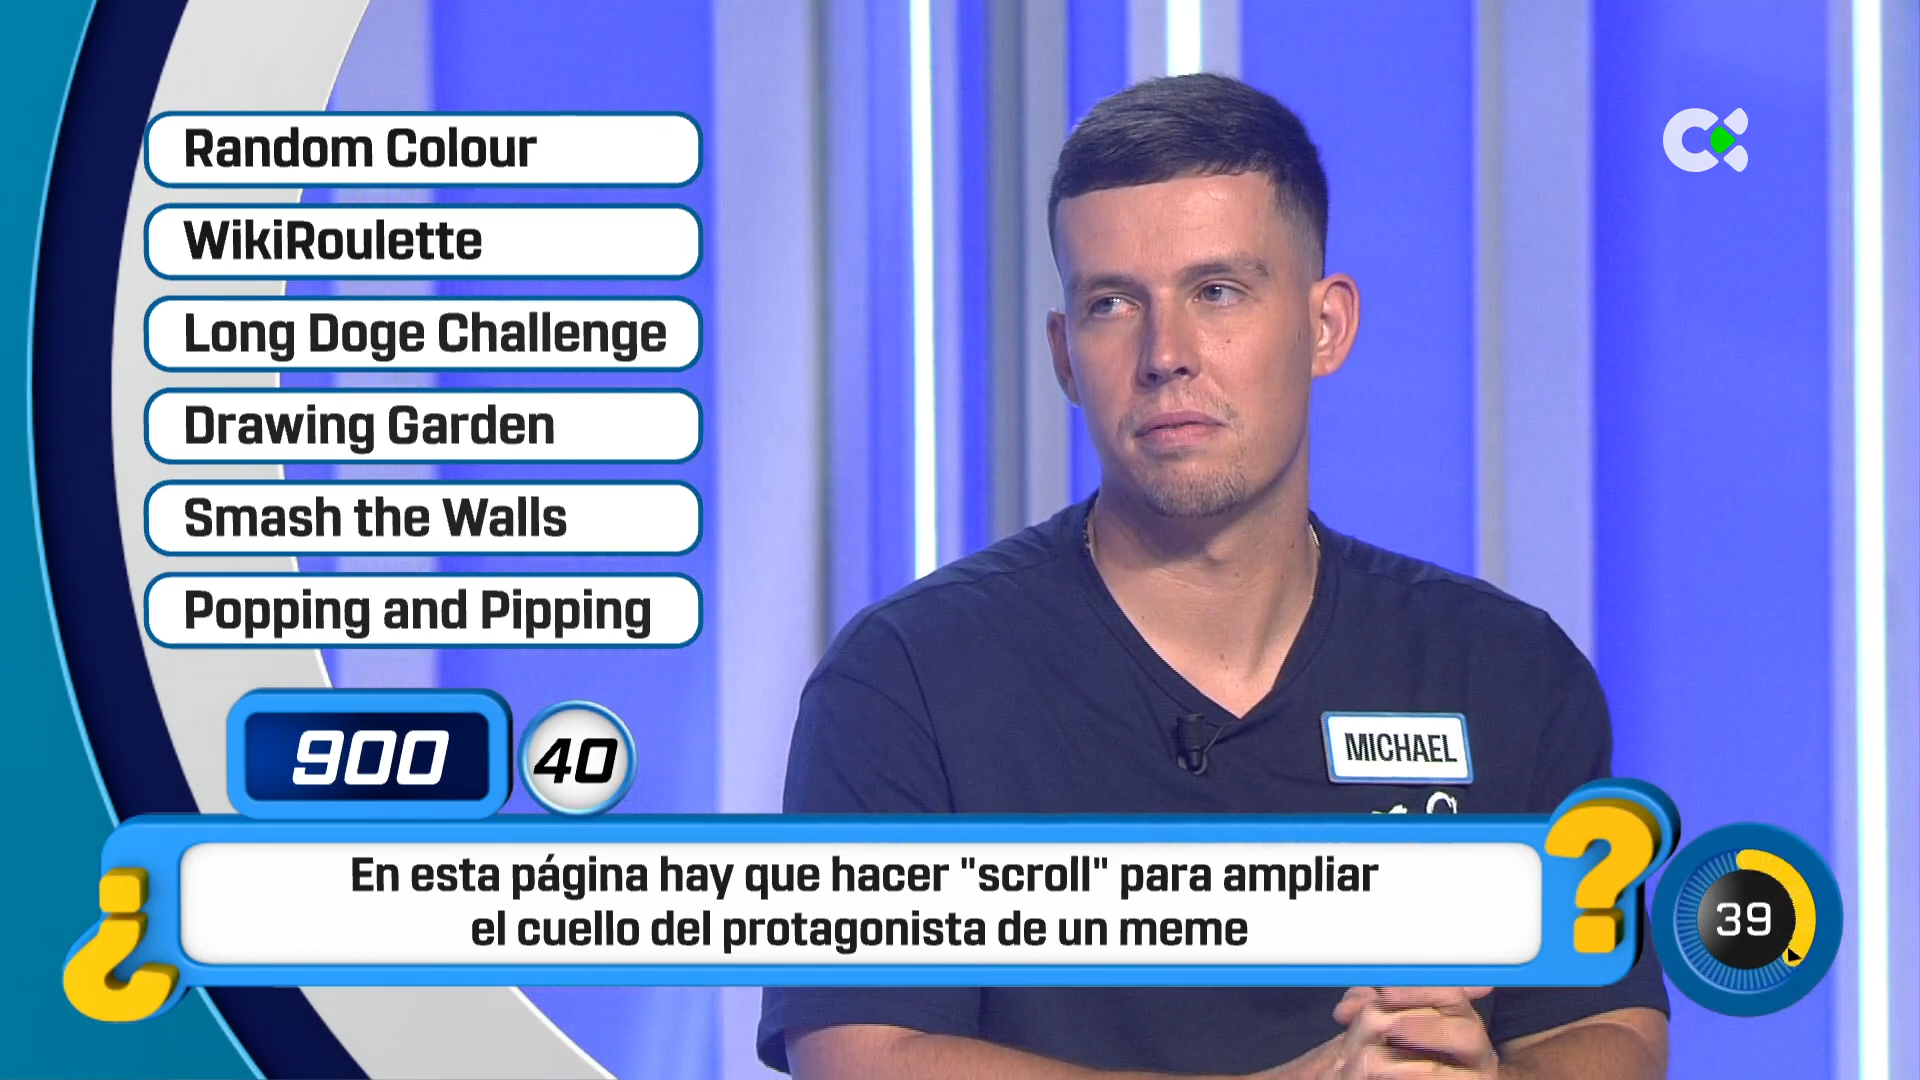 Random Colour
WikiRoulette
Long Doge Challenge
Drawing Garden
Smash the Walls
Popping and Pipping
900
40
MICHAEL
En esta página hay que hacer "scroll" para ampliar
el cuello del protagonista de un meme
39